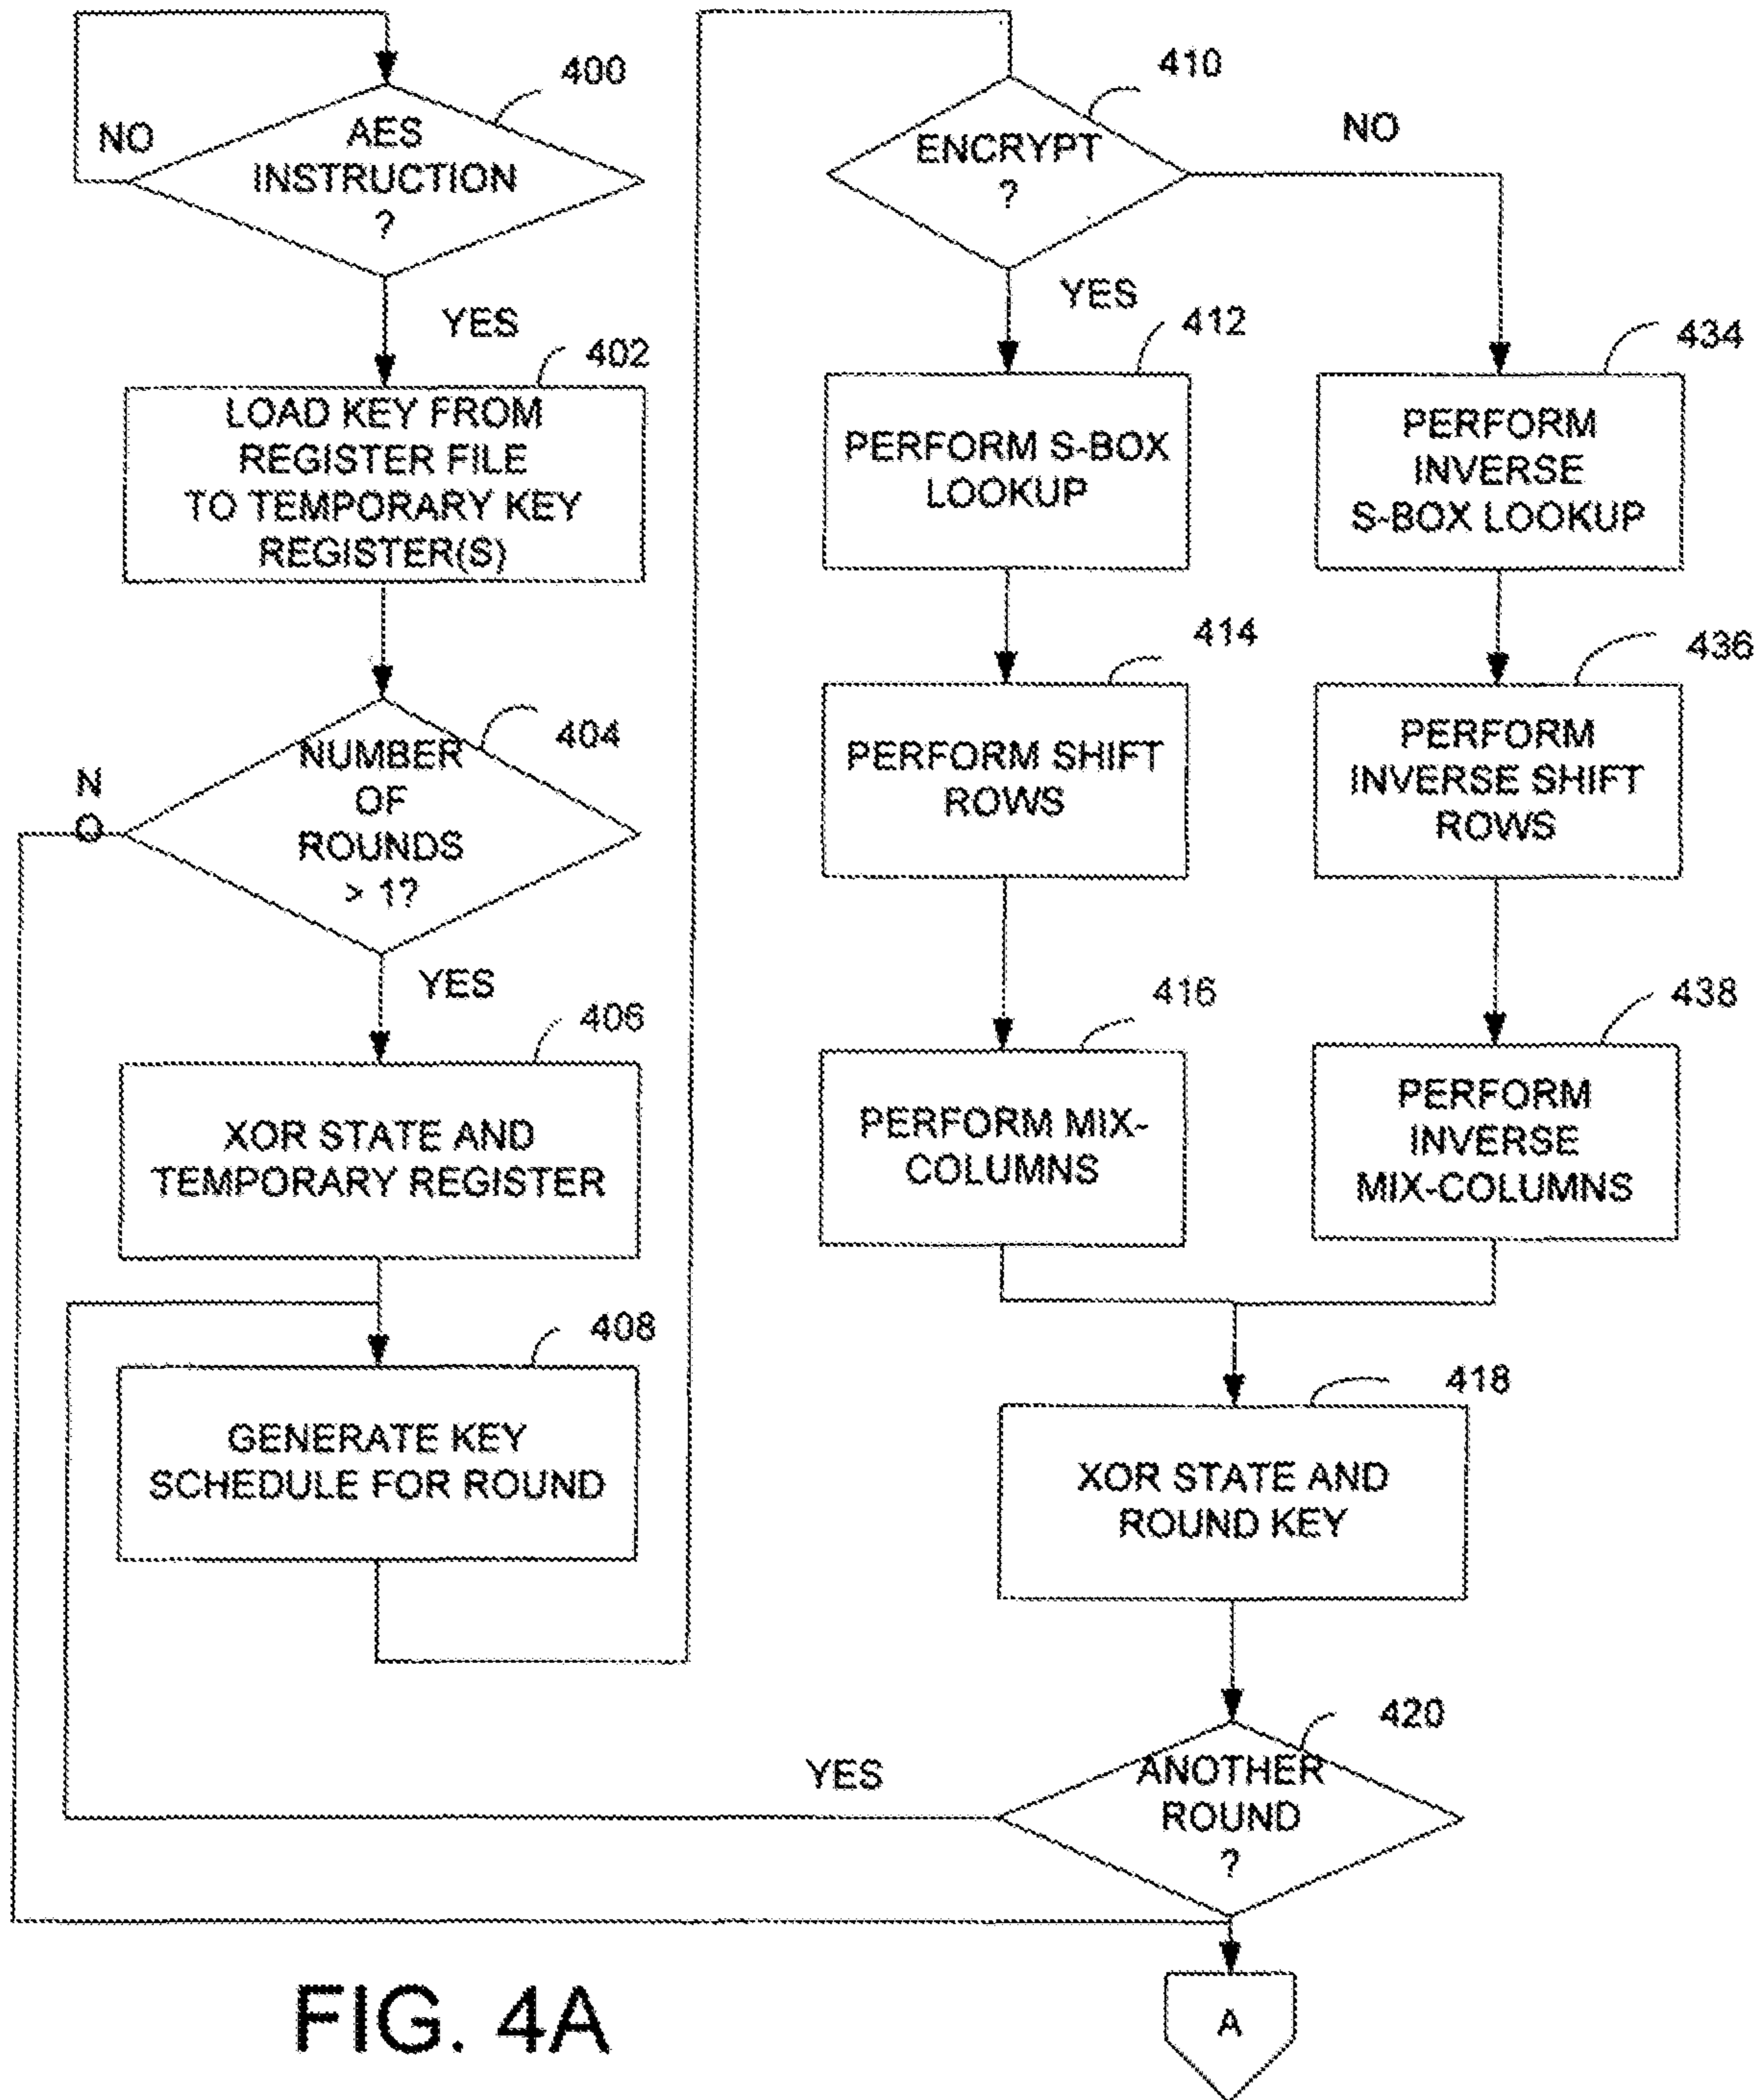 400
AES
INSTRUCTION
?
NO
YES
402
LOAD KEY FROM
REGISTER FILE
TO TEMPORARY KEY
REGISTER(S)
404
NUMBER
OF
ROUNDS
> 1?
N
O
YES
406
XOR STATE AND
TEMPORARY REGISTER
408
GENERATE KEY
SCHEDULE FOR ROUND
410
ENCRYPT
?
NO
YES
412
PERFORM S-BOX
LOOKUP
414
PERFORM SHIFT
ROWS
416
PERFORM MIX-
COLUMNS
434
PERFORM
INVERSE
S-BOX LOOKUP
436
PERFORM
INVERSE SHIFT
ROWS
438
PERFORM
INVERSE
MIX-COLUMNS
418
XOR STATE AND
ROUND KEY
420
ANOTHER
ROUND
?
YES
A
FIG. 4A